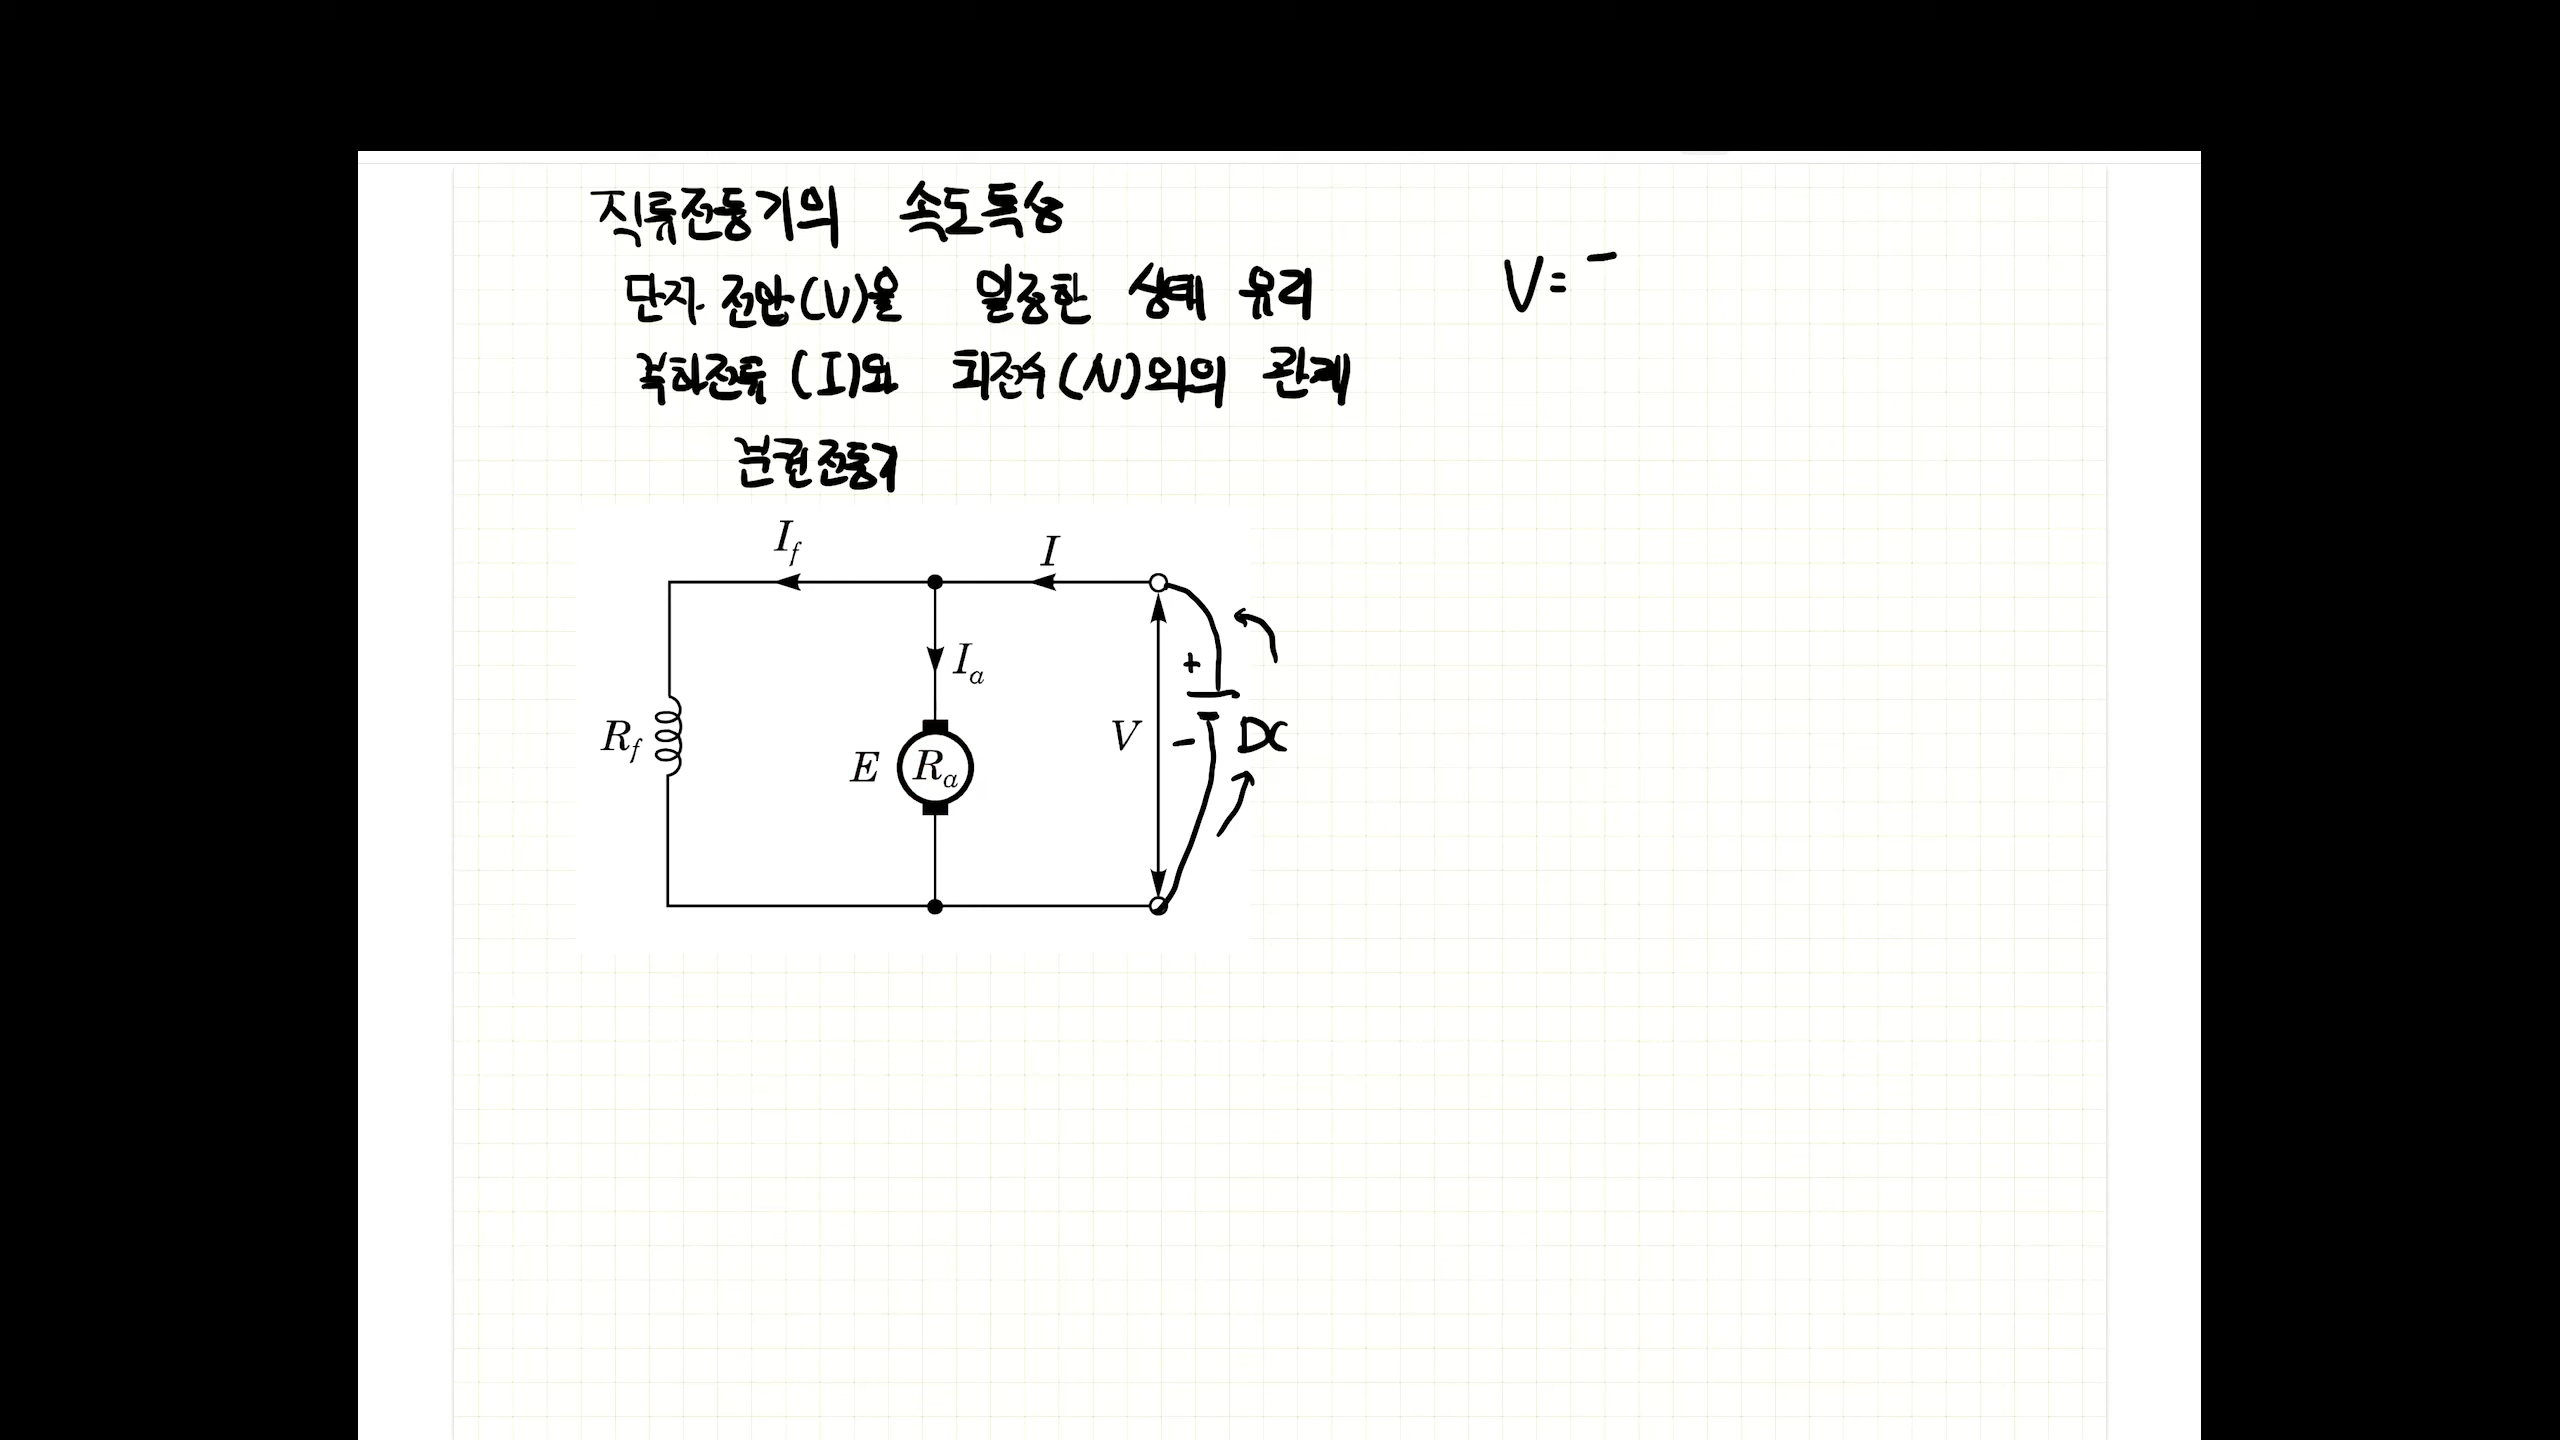 직류전동기의 속도특성
단자 전압(V)을 일정한 상태 유지
V=
부하전류 (I)와 회전수(N)와의 관계
분권전동기
I_f
I
I_a
+
R_f
E
R_a
V
-
DC